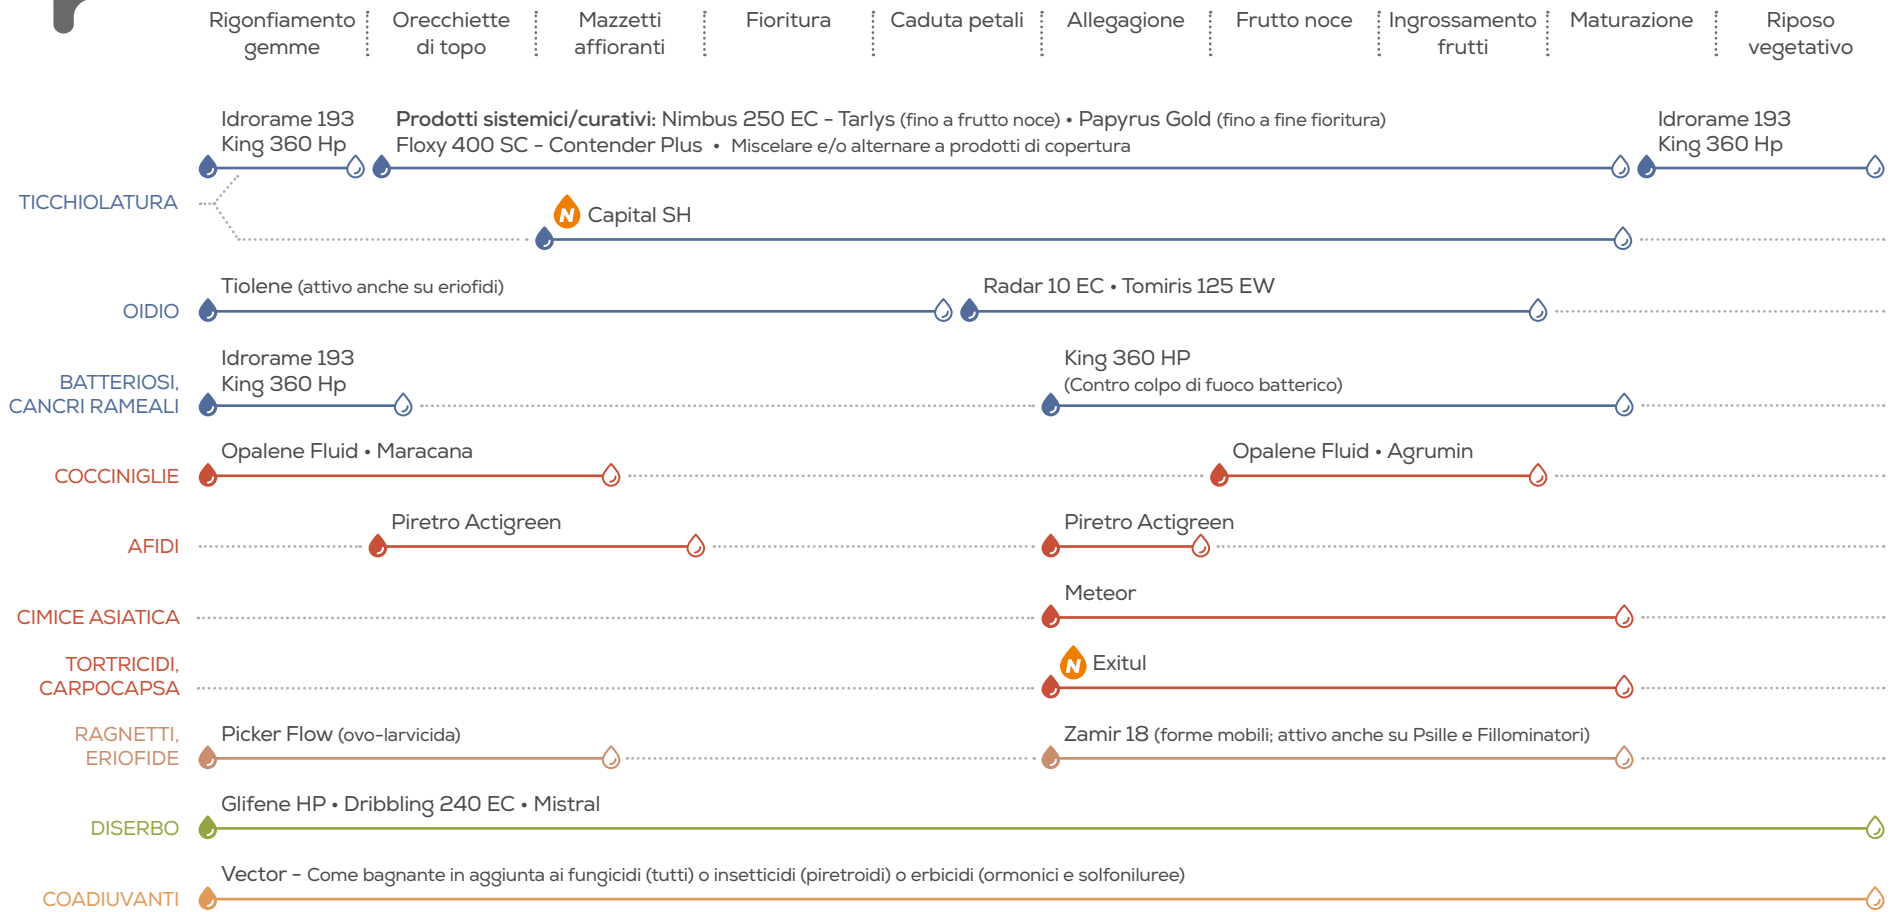 Rigonfiamento
gemme
Orecchiette
di topo
Mazzetti
affioranti
Fioritura
Caduta petali
Allegagione
Frutto noce
Ingrossamento
frutti
Maturazione
Riposo
vegetativo
TICCHIOLATURA
Idrorame 193
King 360 Hp
Prodotti sistemici/curativi: Nimbus 250 EC - Tarlys (fino a frutto noce) • Papyrus Gold (fino a fine fioritura)
Floxy 400 SC - Contender Plus • Miscelare e/o alternare a prodotti di copertura
Idrorame 193
King 360 Hp
N Capital SH
OIDIO
Tiolene (attivo anche su eriofidi)
Radar 10 EC • Tomiris 125 EW
BATTERIOSI,
CANCRI RAMEALI
Idrorame 193
King 360 Hp
King 360 HP
(Contro colpo di fuoco batterico)
COCCINIGLIE
Opalene Fluid • Maracana
Opalene Fluid • Agrumin
AFIDI
Piretro Actigreen
Piretro Actigreen
CIMICE ASIATICA
Meteor
TORTRICIDI,
CARPOCAPSA
N Exitul
RAGNETTI,
ERIOFIDE
Picker Flow (ovo-larvicida)
Zamir 18 (forme mobili; attivo anche su Psille e Fillominatori)
DISERBO
Glifene HP • Dribbling 240 EC • Mistral
COADIUVANTI
Vector - Come bagnante in aggiunta ai fungicidi (tutti) o insetticidi (piretroidi) o erbicidi (ormonici e solfoniluree)